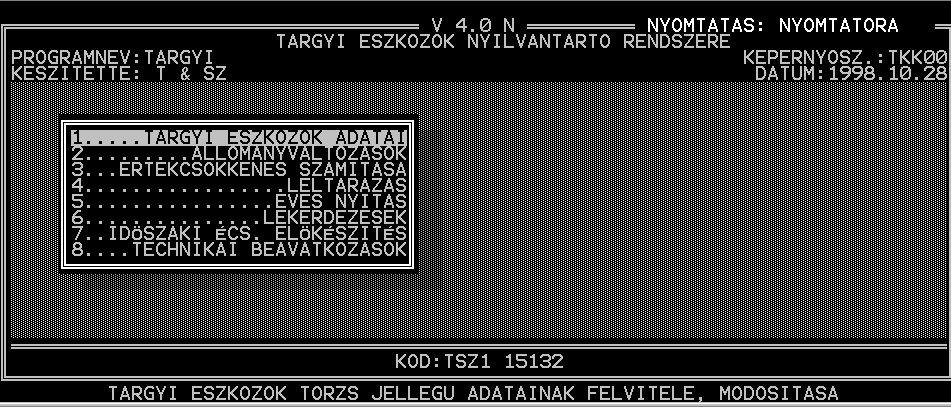 V 4.0 N NYOMTATAS: NYOMTATORA
TARGYI ESZKOZOK NYILVANTARTO RENDSZERE
PROGRAMNEV:TARGYI KEPERNYOSZ.:TKK00
KESZITETTE: T & SZ DATUM:1998.10.28
1.....TARGYI ESZKOZOK ADATAI
2.........ALLOMANYVALTOZASOK
3...ERTEKCSOKKENES SZAMITASA
4.................LELTARAZAS
5................EVES NYITAS
6...............LEKERDEZESEK
7..IDöSZAKI éCS. ELöKéSZITéS
8....TECHNIKAI BEAVATKOZASOK
KOD:TSZ1 15132
TARGYI ESZKOZOK TORZS JELLEGU ADATAINAK FELVITELE, MODOSITASA